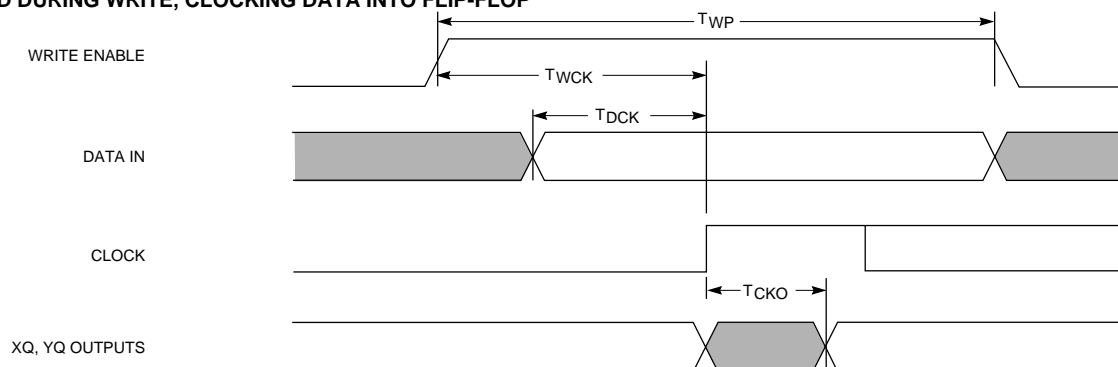 DURING WRITE, CLOCKING DATA INTO FLIP-FLOP
TWP
WRITE ENABLE
TWCK
TDCK
DATA IN
CLOCK
TCKO
XQ, YQ OUTPUTS